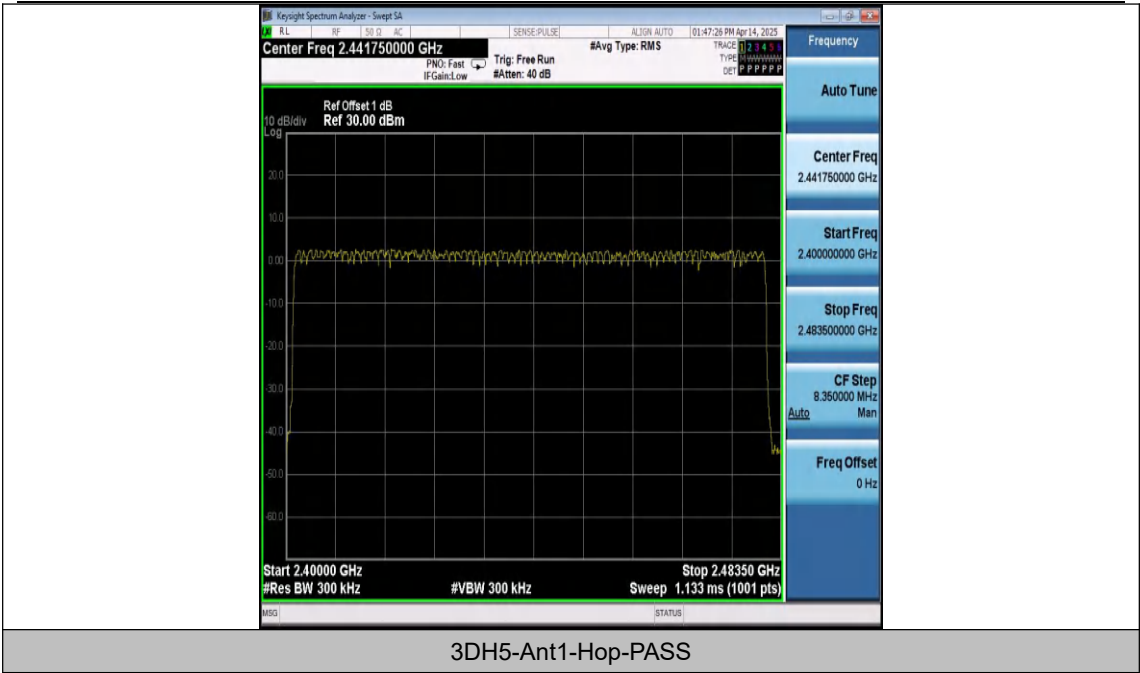 Keysight Spectrum Analyzer - Swept SA
RL RF 50 Ω AC SENSE:PULSE ALIGN AUTO 01:47:26 PM Apr 14, 2025
Center Freq 2.441750000 GHz #Avg Type: RMS TRACE 1 2 3 4 5 6 Frequency
PNO: Fast Trig: Free Run TYPE
IFGain:Low #Atten: 40 dB DET P P P P P P
Auto Tune
Ref Offset 1 dB
10 dB/div Ref 30.00 dBm
Log
Center Freq
2.441750000 GHz
20.0
10.0
Start Freq
2.400000000 GHz
0.00
-10.0
Stop Freq
2.483500000 GHz
-20.0
CF Step
8.350000 MHz
Auto Man
-30.0
-40.0
Freq Offset
0 Hz
-50.0
-60.0
Start 2.40000 GHz Stop 2.48350 GHz
#Res BW 300 kHz #VBW 300 kHz Sweep 1.133 ms (1001 pts)
MSG STATUS
3DH5-Ant1-Hop-PASS